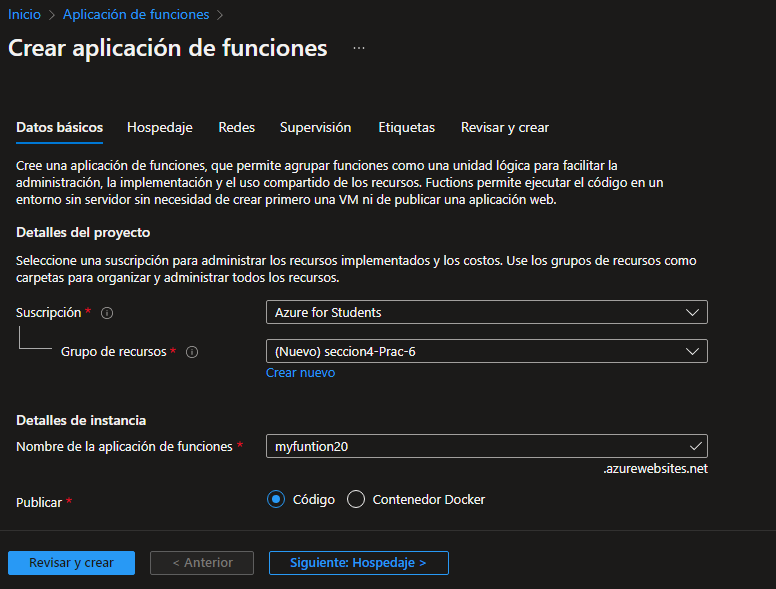 Inicio > Aplicación de funciones >
Crear aplicación de funciones ...
Datos básicos Hospedaje Redes Supervisión Etiquetas Revisar y crear
Cree una aplicación de funciones, que permite agrupar funciones como una unidad lógica para facilitar la
administración, la implementación y el uso compartido de los recursos. Fuctions permite ejecutar el código en un
entorno sin servidor sin necesidad de crear primero una VM ni de publicar una aplicación web.
Detalles del proyecto
Seleccione una suscripción para administrar los recursos implementados y los costos. Use los grupos de recursos como
carpetas para organizar y administrar todos los recursos.
Suscripción * Azure for Students
Grupo de recursos * (Nuevo) seccion4-Prac-6
Crear nuevo
Detalles de instancia
Nombre de la aplicación de funciones * myfuntion20
.azurewebsites.net
Publicar * Código Contenedor Docker
Revisar y crear < Anterior Siguiente: Hospedaje >